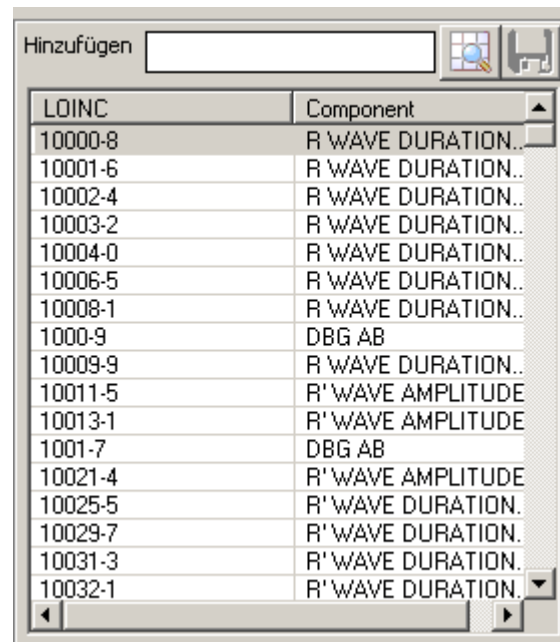 Hinzufügen
LOINC Component
10000-8 R WAVE DURATION..
10001-6 R WAVE DURATION..
10002-4 R WAVE DURATION..
10003-2 R WAVE DURATION..
10004-0 R WAVE DURATION..
10006-5 R WAVE DURATION..
10008-1 R WAVE DURATION..
1000-9 DBG AB
10009-9 R WAVE DURATION..
10011-5 R' WAVE AMPLITUDE
10013-1 R' WAVE AMPLITUDE
1001-7 DBG AB
10021-4 R' WAVE AMPLITUDE
10025-5 R' WAVE DURATION.
10029-7 R' WAVE DURATION.
10031-3 R' WAVE DURATION.
10032-1 R' WAVE DURATION.